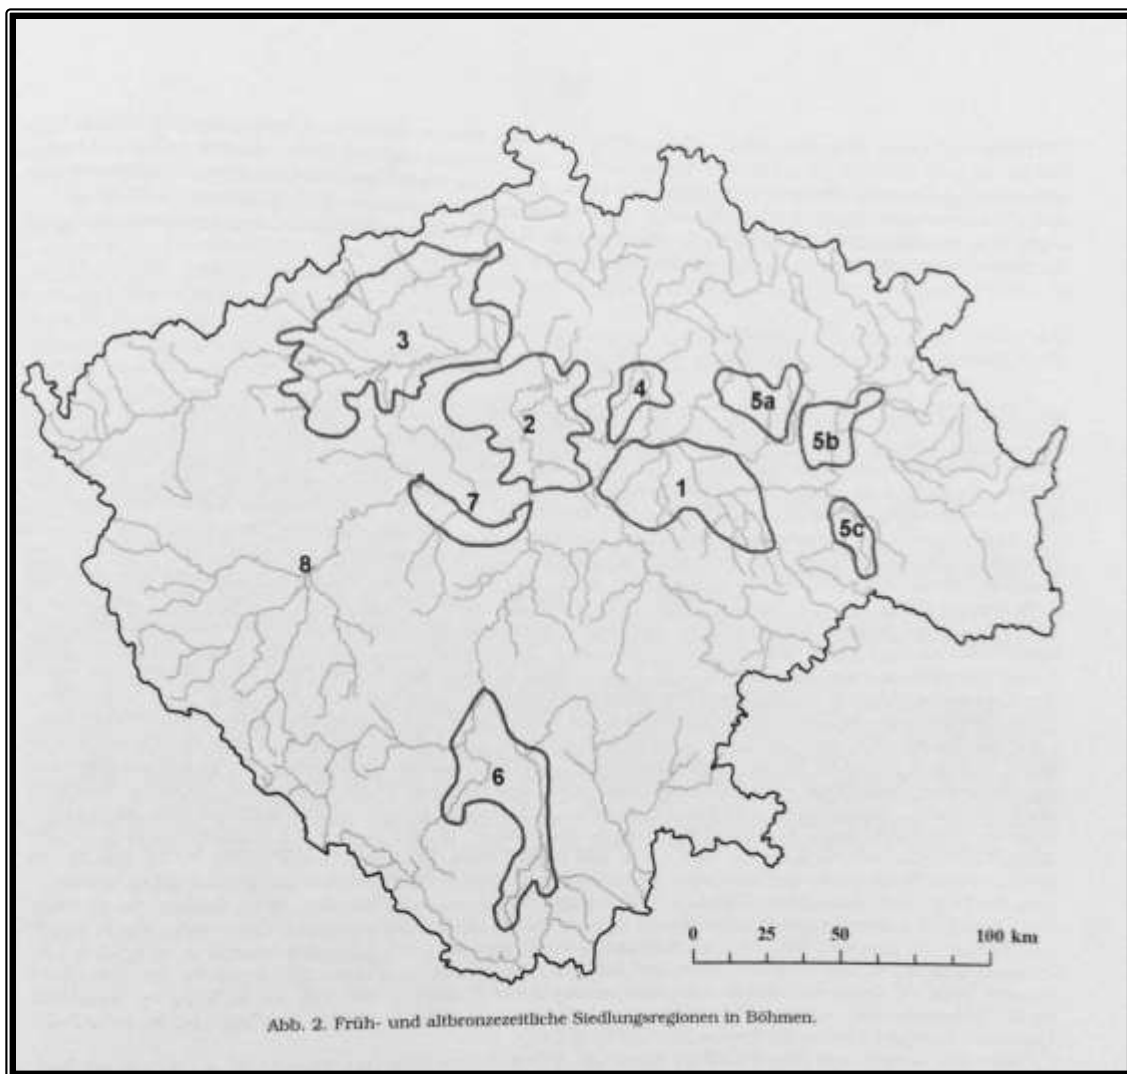 3
4
5a
2
5b
1
7
5c
8
6
0 25 50 100 km
Abb. 2. Früh- und altbronzezeitliche Siedlungsregionen in Böhmen.